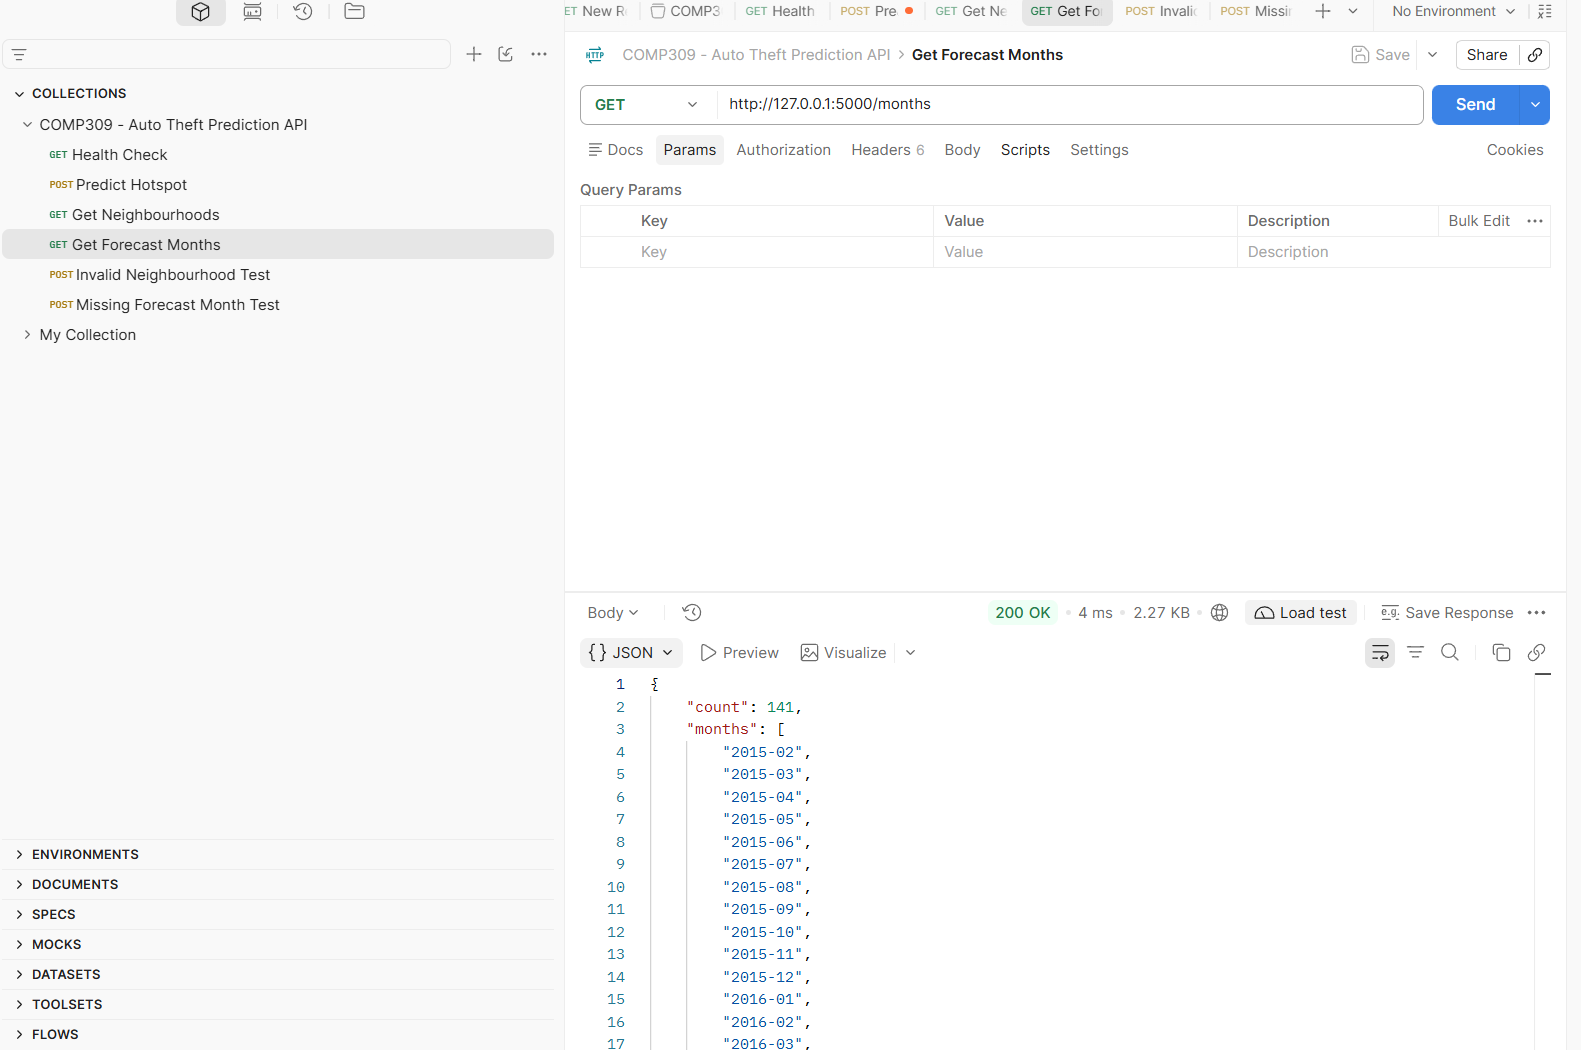 GET New R
COMP3
GET Health
POST Pre
GET Get Ne
GET Get Fo
POST Invali
POST Missin
No Environment
COLLECTIONS
COMP309 - Auto Theft Prediction API
GET Health Check
POST Predict Hotspot
GET Get Neighbourhoods
GET Get Forecast Months
POST Invalid Neighbourhood Test
POST Missing Forecast Month Test
My Collection
ENVIRONMENTS
DOCUMENTS
SPECS
MOCKS
DATASETS
TOOLSETS
FLOWS
HTTP COMP309 - Auto Theft Prediction API > Get Forecast Months
Save
Share
GET http://127.0.0.1:5000/months
Send
Docs Params Authorization Headers 6 Body Scripts Settings
Cookies
Query Params
Key Value Description Bulk Edit
Key Value Description
Body
200 OK • 4 ms • 2.27 KB
Load test
e.g. Save Response
{} JSON Preview Visualize
1 {
2 "count": 141,
3 "months": [
4 "2015-02",
5 "2015-03",
6 "2015-04",
7 "2015-05",
8 "2015-06",
9 "2015-07",
10 "2015-08",
11 "2015-09",
12 "2015-10",
13 "2015-11",
14 "2015-12",
15 "2016-01",
16 "2016-02",
17 "2016-03",